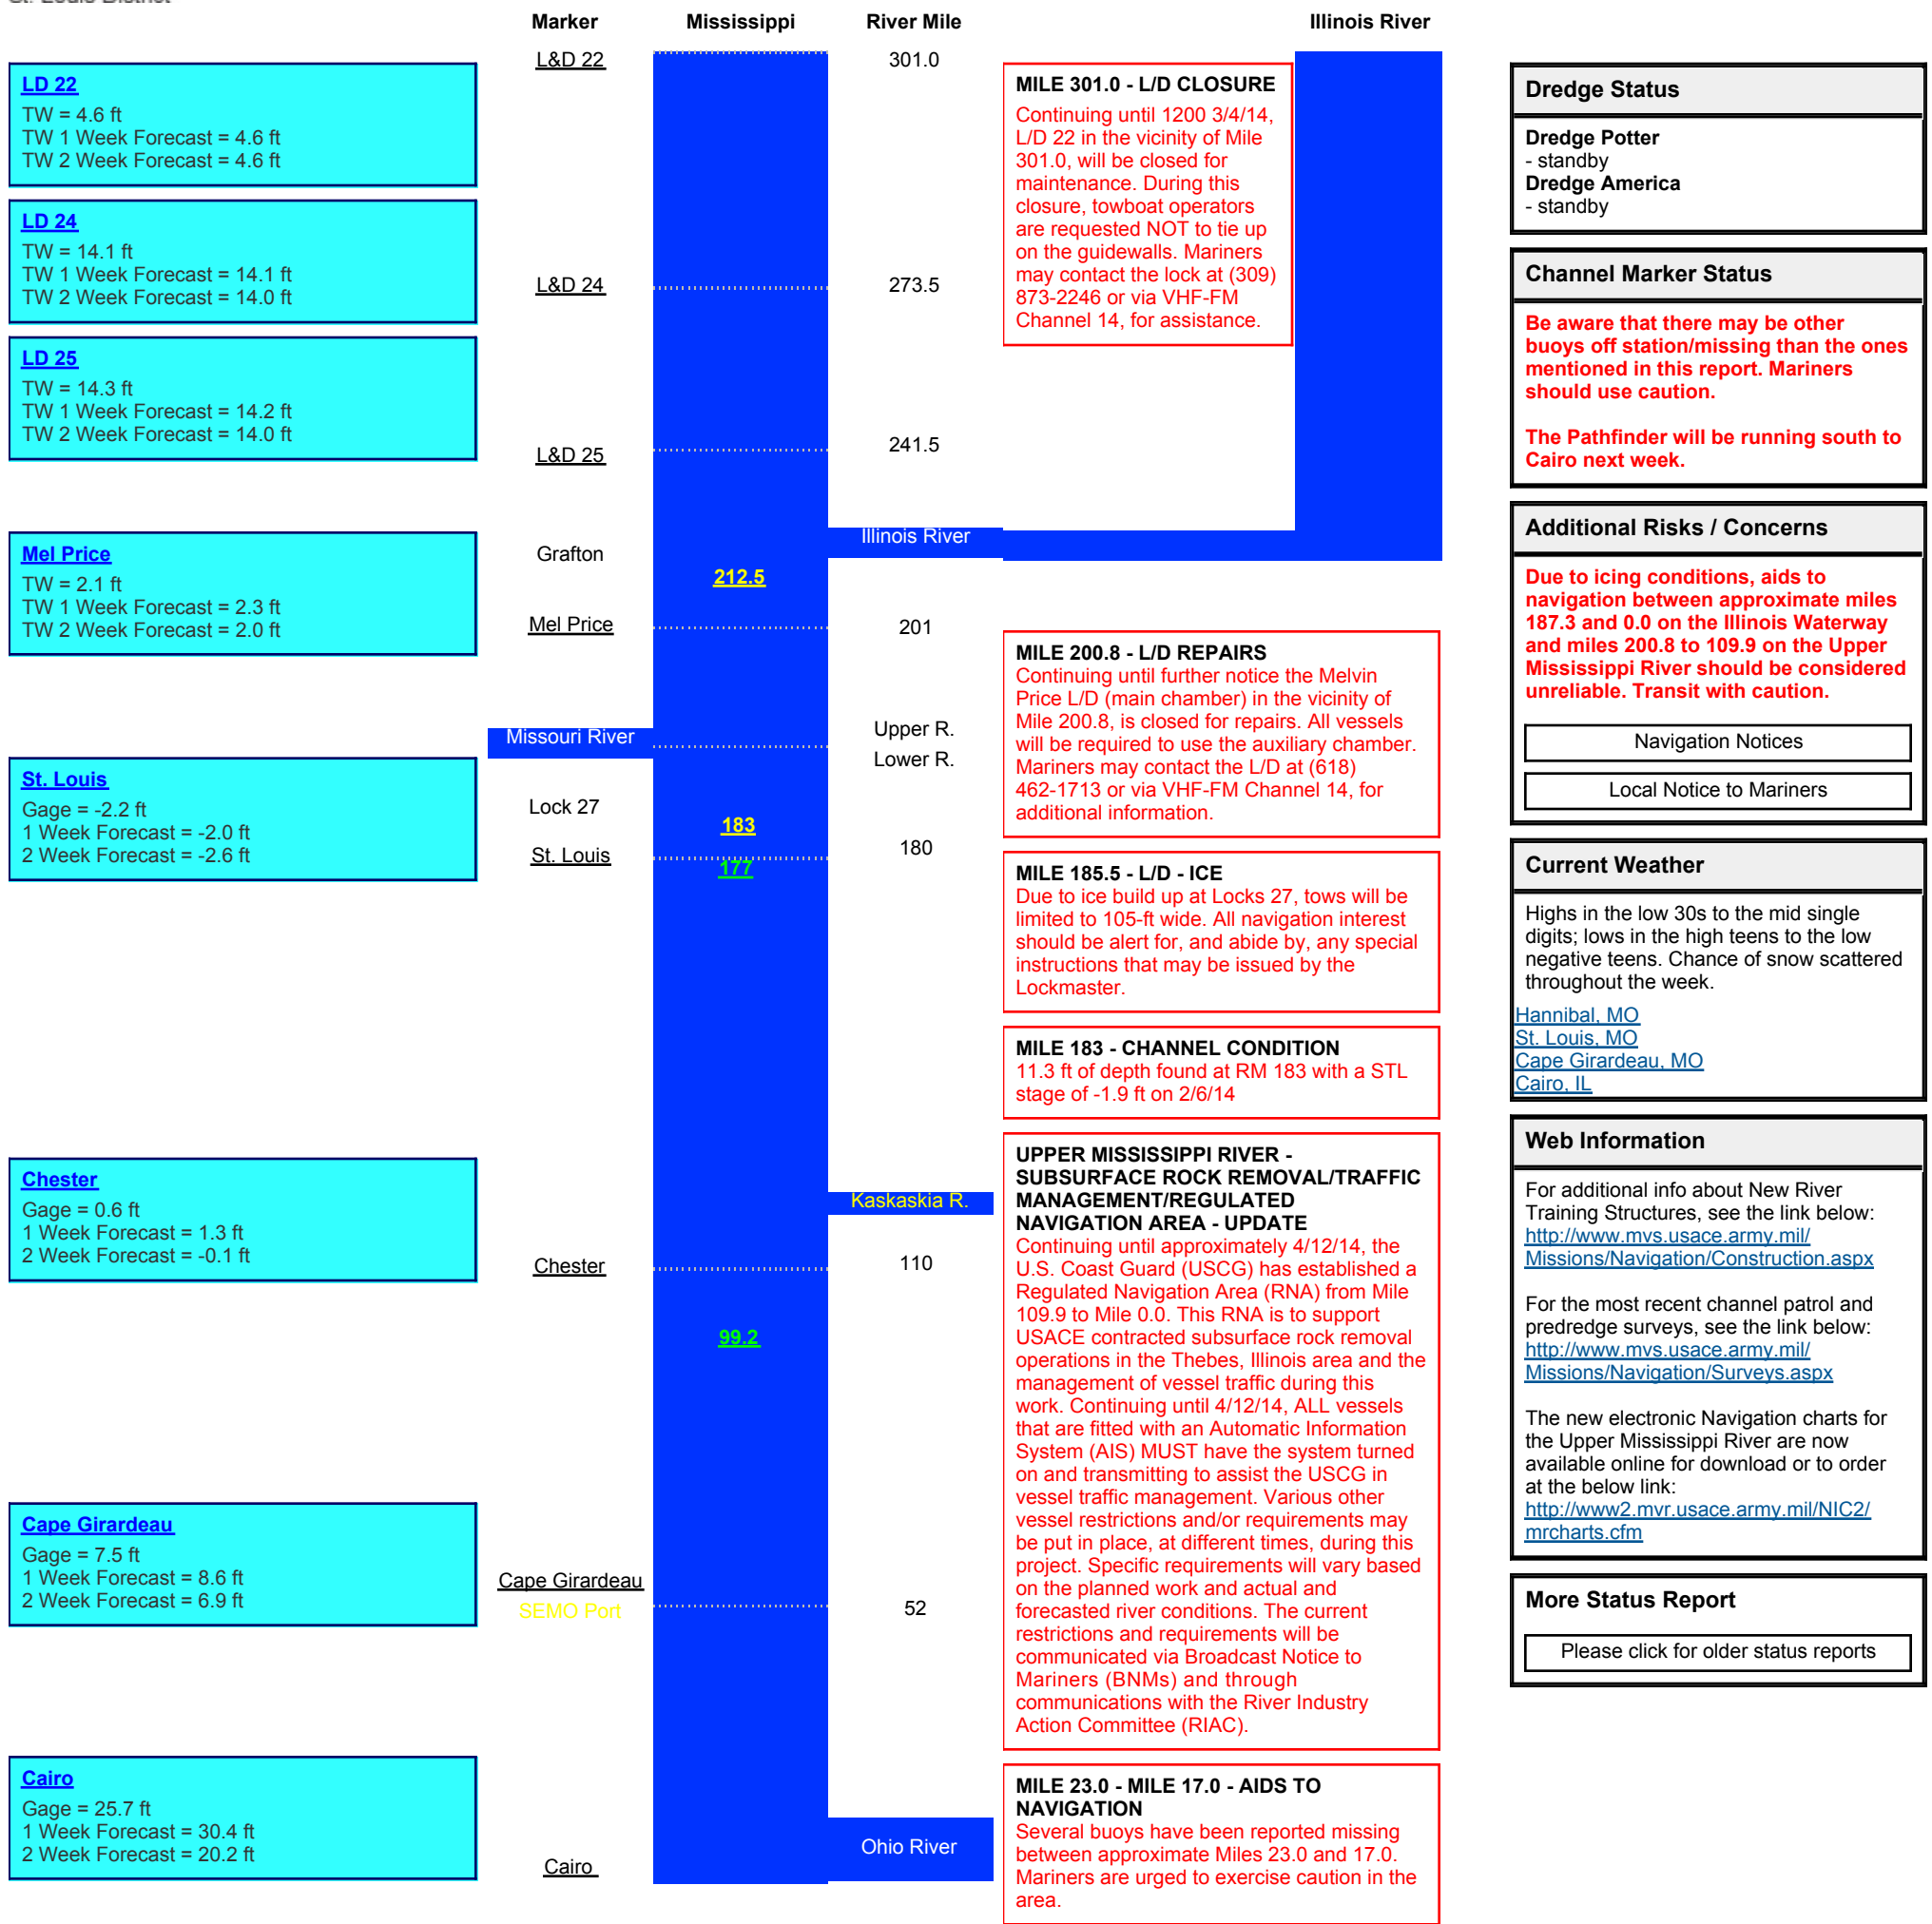 St. Louis District
Marker
Mississippi
River Mile
Illinois River
L&D 22
301.0
LD 22
TW = 4.6 ft
TW 1 Week Forecast = 4.6 ft
TW 2 Week Forecast = 4.6 ft
LD 24
TW = 14.1 ft
TW 1 Week Forecast = 14.1 ft
TW 2 Week Forecast = 14.0 ft
L&D 24
273.5
LD 25
TW = 14.3 ft
TW 1 Week Forecast = 14.2 ft
TW 2 Week Forecast = 14.0 ft
L&D 25
241.5
Illinois River
Mel Price
TW = 2.1 ft
TW 1 Week Forecast = 2.3 ft
TW 2 Week Forecast = 2.0 ft
Grafton
212.5
Mel Price
201
Missouri River
Upper R.
Lower R.
St. Louis
Gage = -2.2 ft
1 Week Forecast = -2.0 ft
2 Week Forecast = -2.6 ft
Lock 27
183
St. Louis
180
177
Chester
Gage = 0.6 ft
1 Week Forecast = 1.3 ft
2 Week Forecast = -0.1 ft
Kaskaskia R.
Chester
110
99.2
Cape Girardeau
Gage = 7.5 ft
1 Week Forecast = 8.6 ft
2 Week Forecast = 6.9 ft
Cape Girardeau
SEMO Port
52
Cairo
Gage = 25.7 ft
1 Week Forecast = 30.4 ft
2 Week Forecast = 20.2 ft
Cairo
Ohio River
MILE 301.0 - L/D CLOSURE
Continuing until 1200 3/4/14,
L/D 22 in the vicinity of Mile
301.0, will be closed for
maintenance. During this
closure, towboat operators
are requested NOT to tie up
on the guidewalls. Mariners
may contact the lock at (309)
873-2246 or via VHF-FM
Channel 14, for assistance.
MILE 200.8 - L/D REPAIRS
Continuing until further notice the Melvin
Price L/D (main chamber) in the vicinity of
Mile 200.8, is closed for repairs. All vessels
will be required to use the auxiliary chamber.
Mariners may contact the L/D at (618)
462-1713 or via VHF-FM Channel 14, for
additional information.
MILE 185.5 - L/D - ICE
Due to ice build up at Locks 27, tows will be
limited to 105-ft wide. All navigation interest
should be alert for, and abide by, any special
instructions that may be issued by the
Lockmaster.
MILE 183 - CHANNEL CONDITION
11.3 ft of depth found at RM 183 with a STL
stage of -1.9 ft on 2/6/14
UPPER MISSISSIPPI RIVER -
SUBSURFACE ROCK REMOVAL/TRAFFIC
MANAGEMENT/REGULATED
NAVIGATION AREA - UPDATE
Continuing until approximately 4/12/14, the
U.S. Coast Guard (USCG) has established a
Regulated Navigation Area (RNA) from Mile
109.9 to Mile 0.0. This RNA is to support
USACE contracted subsurface rock removal
operations in the Thebes, Illinois area and the
management of vessel traffic during this
work. Continuing until 4/12/14, ALL vessels
that are fitted with an Automatic Information
System (AIS) MUST have the system turned
on and transmitting to assist the USCG in
vessel traffic management. Various other
vessel restrictions and/or requirements may
be put in place, at different times, during this
project. Specific requirements will vary based
on the planned work and actual and
forecasted river conditions. The current
restrictions and requirements will be
communicated via Broadcast Notice to
Mariners (BNMs) and through
communications with the River Industry
Action Committee (RIAC).
MILE 23.0 - MILE 17.0 - AIDS TO
NAVIGATION
Several buoys have been reported missing
between approximate Miles 23.0 and 17.0.
Mariners are urged to exercise caution in the
area.
Dredge Status
Dredge Potter
- standby
Dredge America
- standby
Channel Marker Status
Be aware that there may be other
buoys off station/missing than the ones
mentioned in this report. Mariners
should use caution.
The Pathfinder will be running south to
Cairo next week.
Additional Risks / Concerns
Due to icing conditions, aids to
navigation between approximate miles
187.3 and 0.0 on the Illinois Waterway
and miles 200.8 to 109.9 on the Upper
Mississippi River should be considered
unreliable. Transit with caution.
Navigation Notices
Local Notice to Mariners
Current Weather
Highs in the low 30s to the mid single
digits; lows in the high teens to the low
negative teens. Chance of snow scattered
throughout the week.
Hannibal, MO
St. Louis, MO
Cape Girardeau, MO
Cairo, IL
Web Information
For additional info about New River
Training Structures, see the link below:
http://www.mvs.usace.army.mil/
Missions/Navigation/Construction.aspx
For the most recent channel patrol and
predredge surveys, see the link below:
http://www.mvs.usace.army.mil/
Missions/Navigation/Surveys.aspx
The new electronic Navigation charts for
the Upper Mississippi River are now
available online for download or to order
at the below link:
http://www2.mvr.usace.army.mil/NIC2/
mrcharts.cfm
More Status Report
Please click for older status reports